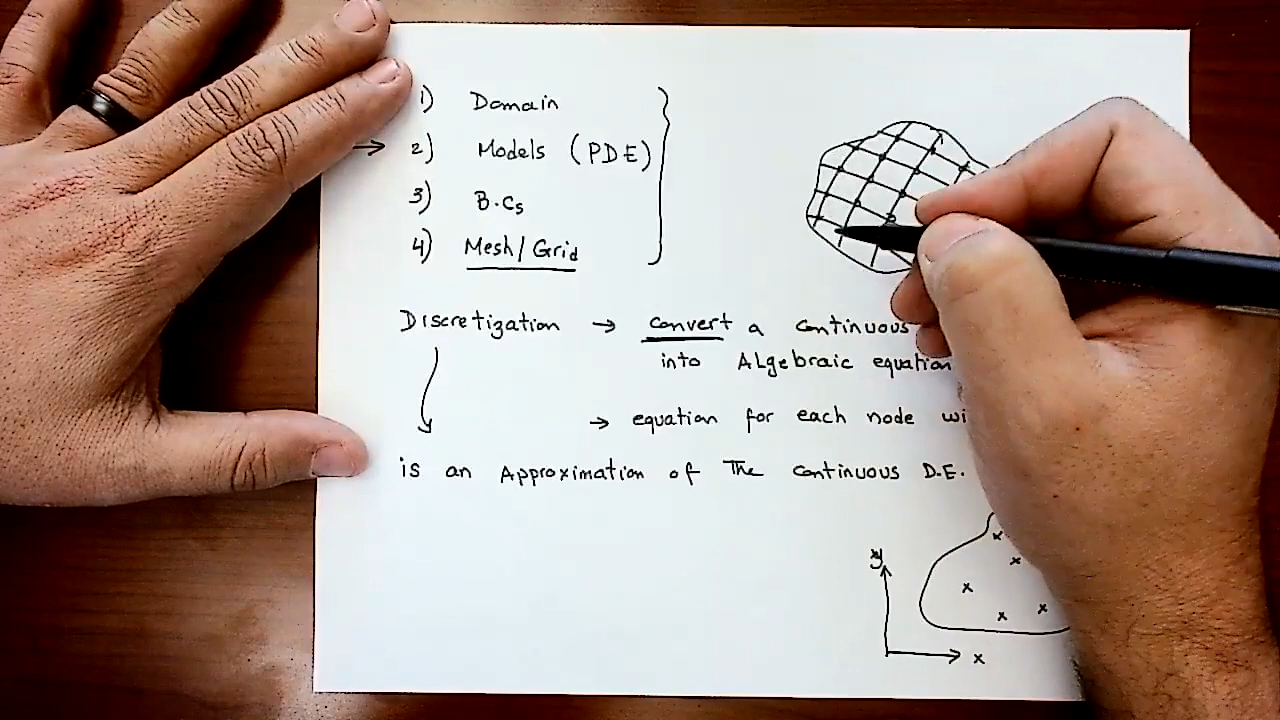 1) Domain
→ 2) Models (PDE)
3) B.Cs
4) Mesh/Grid
Discretization → convert a continuous
into Algebraic equation
→ equation for each node
is an Approximation of The continuous D.E.
y
x